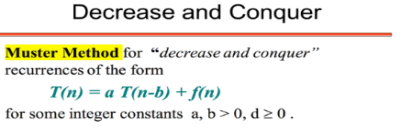 Decrease and Conquer
Muster Method for “decrease and conquer”
recurrences of the form
T(n) = a T(n-b) + f(n)
for some integer constants a, b > 0, d ≥ 0 .